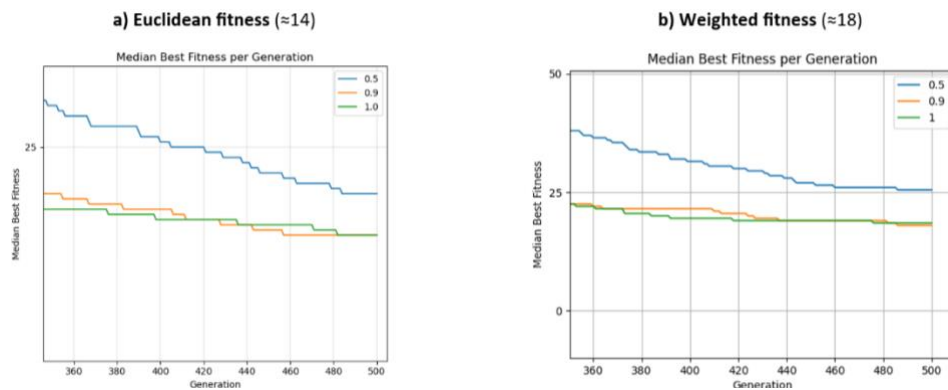 a) Euclidean fitness (≈14)
Median Best Fitness per Generation
0.5
0.9
1.0
25
Median Best Fitness
360 380 400 420 440 460 480 500
Generation
b) Weighted fitness (≈18)
Median Best Fitness per Generation
0.5
0.9
1
50
25
0
Median Best Fitness
360 380 400 420 440 460 480 500
Generation